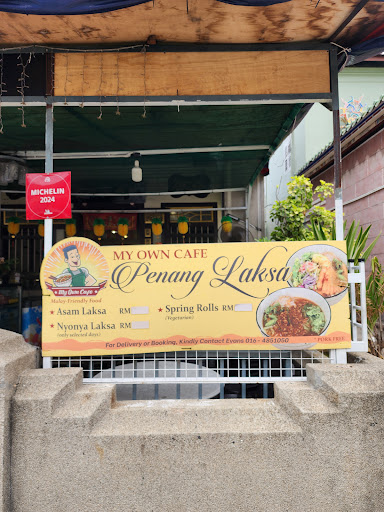 MICHELIN
2024
MY OWN CAFE
Penang Laksa
My Own Cafe
Musley Friendly Food
★ Asam Laksa RM
★ Spring Rolls RM
(Vegetarian)
★ Nyonya Laksa RM
(only selected days)
For Delivery or Booking, Kindly Contact Evans 016 - 4851050
* PORK FREE